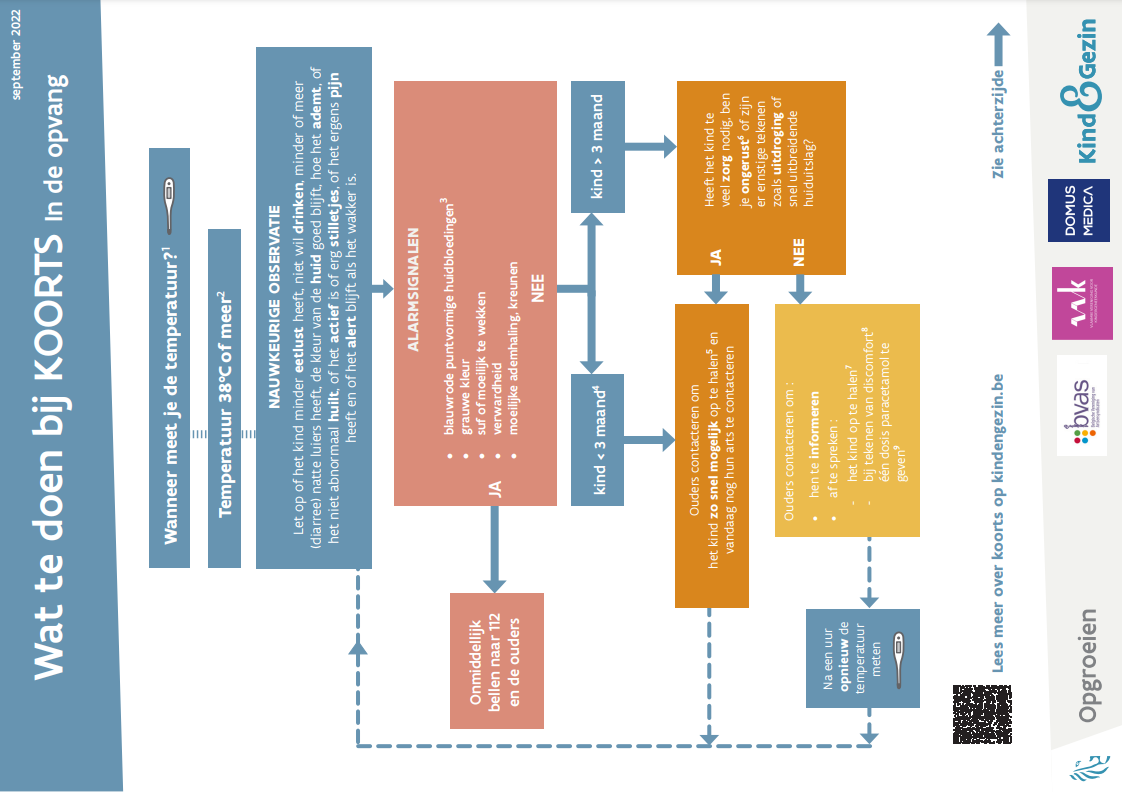 september 2022
Wat te doen bij KOORTS In de opvang
Wanneer meet je de temperatuur?¹
Temperatuur 38°C of meer²
NAUWKEURIGE OBSERVATIE
Let op of het kind minder eetlust heeft, niet wil drinken, minder of meer
(diarree) natte luiers heeft, de kleur van de huid goed blijft, hoe het ademt, of
het niet abnormaal huilt, of het actief is of erg stilletjes, of het ergens pijn
heeft en of het alert blijft als het wakker is.
ALARMSIGNALEN
• blauwrode puntvormige huidbloedingen³
• grauwe kleur
• suf of moeilijk te wekken
• verwardheid
• moeilijke ademhaling, kreunen
JA
NEE
Onmiddellijk
bellen naar 112
en de ouders
kind < 3 maand⁴
kind > 3 maand
Heeft het kind te
veel zorg nodig, ben
je ongerust⁶ of zijn
er ernstige tekenen
zoals uitdroging of
snel uitbreidende
huiduitslag?
JA
NEE
Ouders contacteren om
het kind zo snel mogelijk op te halen⁵ en
vandaag nog hun arts te contacteren
Ouders contacteren om :
• hen te informeren
• af te spreken :
- het kind op te halen⁷
- bij tekenen van discomfort⁸
één dosis paracetamol te
geven⁹
Na een uur
opnieuw de
temperatuur
meten
Lees meer over koorts op kindengezin.be
zie achterzijde
Opgroeien
bvas
vvk
DOMUS
MEDICA
Kind&Gezin